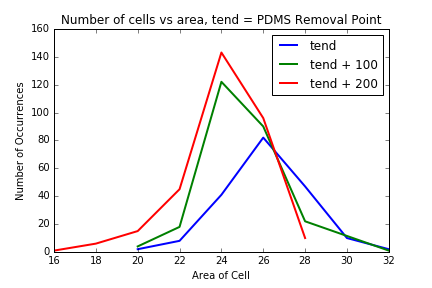 Number of cells vs area, tend = PDMS Removal Point
160
140
120
100
80
60
40
20
0
Number of Occurrences
tend
tend + 100
tend + 200
16 18 20 22 24 26 28 30 32
Area of Cell